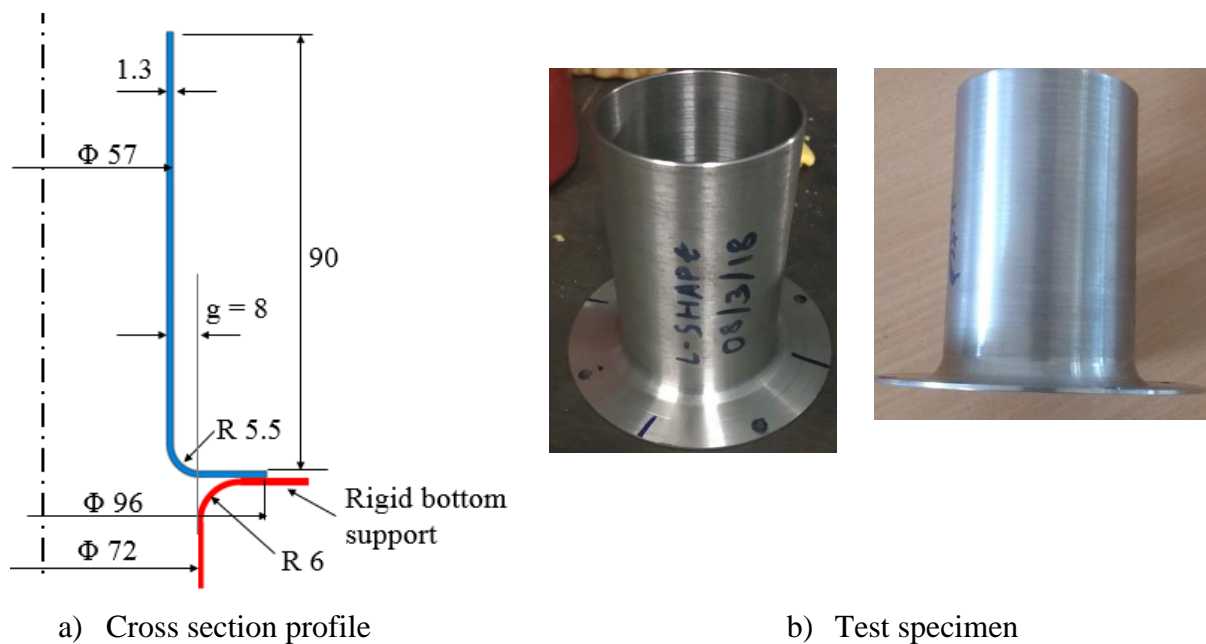 1.3
Φ 57
90
g = 8
R 5.5
Φ 96
Rigid bottom
support
Φ 72
R 6
L-SHAPE
08/3/18
a) Cross section profile
b) Test specimen